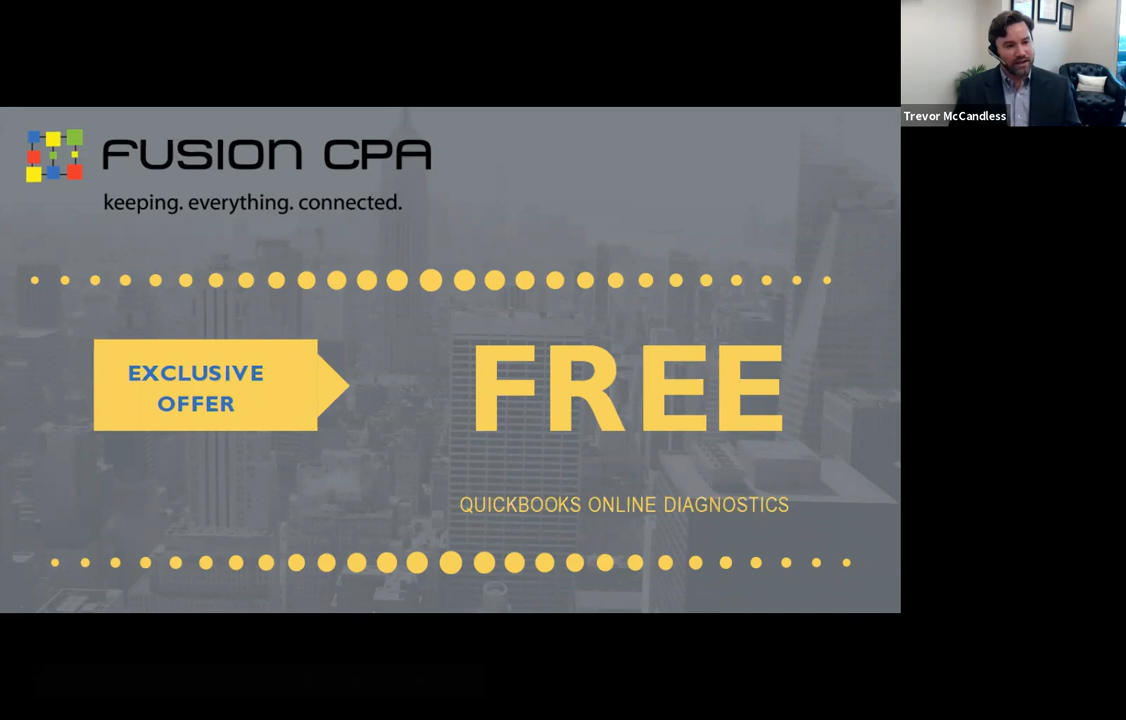 FUSION CPA
keeping. everything. connected.
EXCLUSIVE
OFFER
FREE
QUICKBOOKS ONLINE DIAGNOSTICS
Trevor McCandless